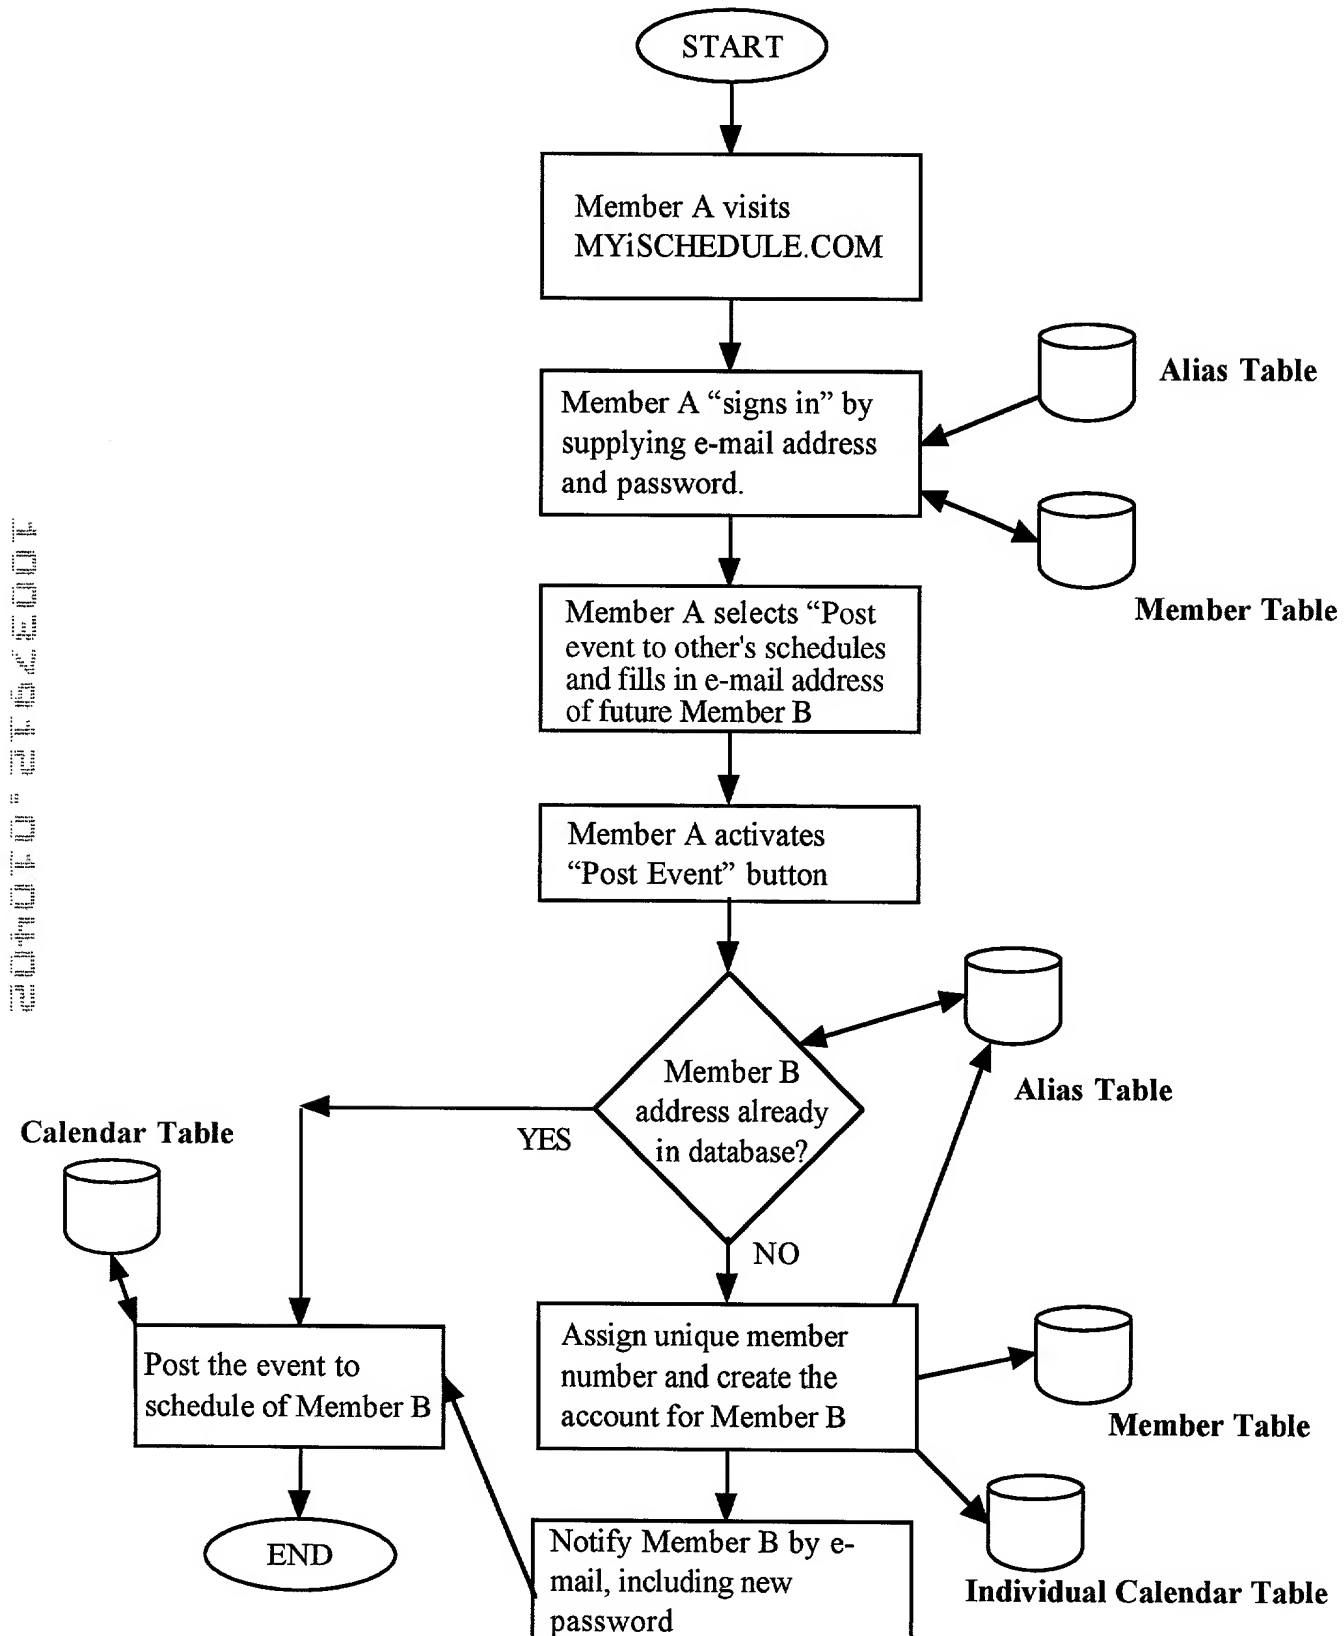 START
Member A visits
MYiSCHEDULE.COM
Alias Table
Member A “signs in” by
supplying e-mail address
and password.
Member Table
Member A selects “Post
event to other's schedules
and fills in e-mail address
of future Member B
Member A activates
“Post Event” button
Member B
address already
in database?
Alias Table
YES
Calendar Table
NO
Assign unique member
number and create the
account for Member B
Post the event to
schedule of Member B
Member Table
END
Notify Member B by e-
mail, including new
password
Individual Calendar Table